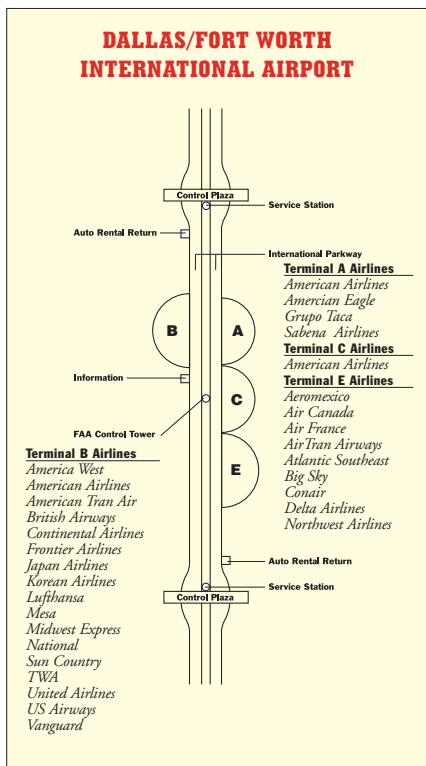 DALLAS/FORT WORTH
INTERNATIONAL AIRPORT
Control Plaza
Service Station
Auto Rental Return
International Parkway
Terminal A Airlines
American Airlines
Amercian Eagle
Grupo Taca
Sabena Airlines
Terminal C Airlines
American Airlines
Terminal E Airlines
Aeromexico
Air Canada
Air France
AirTran Airways
Atlantic Southeast
Big Sky
Conair
Delta Airlines
Northwest Airlines
B
A
Information
C
FAA Control Tower
E
Terminal B Airlines
America West
American Airlines
American Tran Air
British Airways
Continental Airlines
Frontier Airlines
Japan Airlines
Korean Airlines
Lufthansa
Mesa
Midwest Express
National
Sun Country
TWA
United Airlines
US Airways
Vanguard
Auto Rental Return
Service Station
Control Plaza